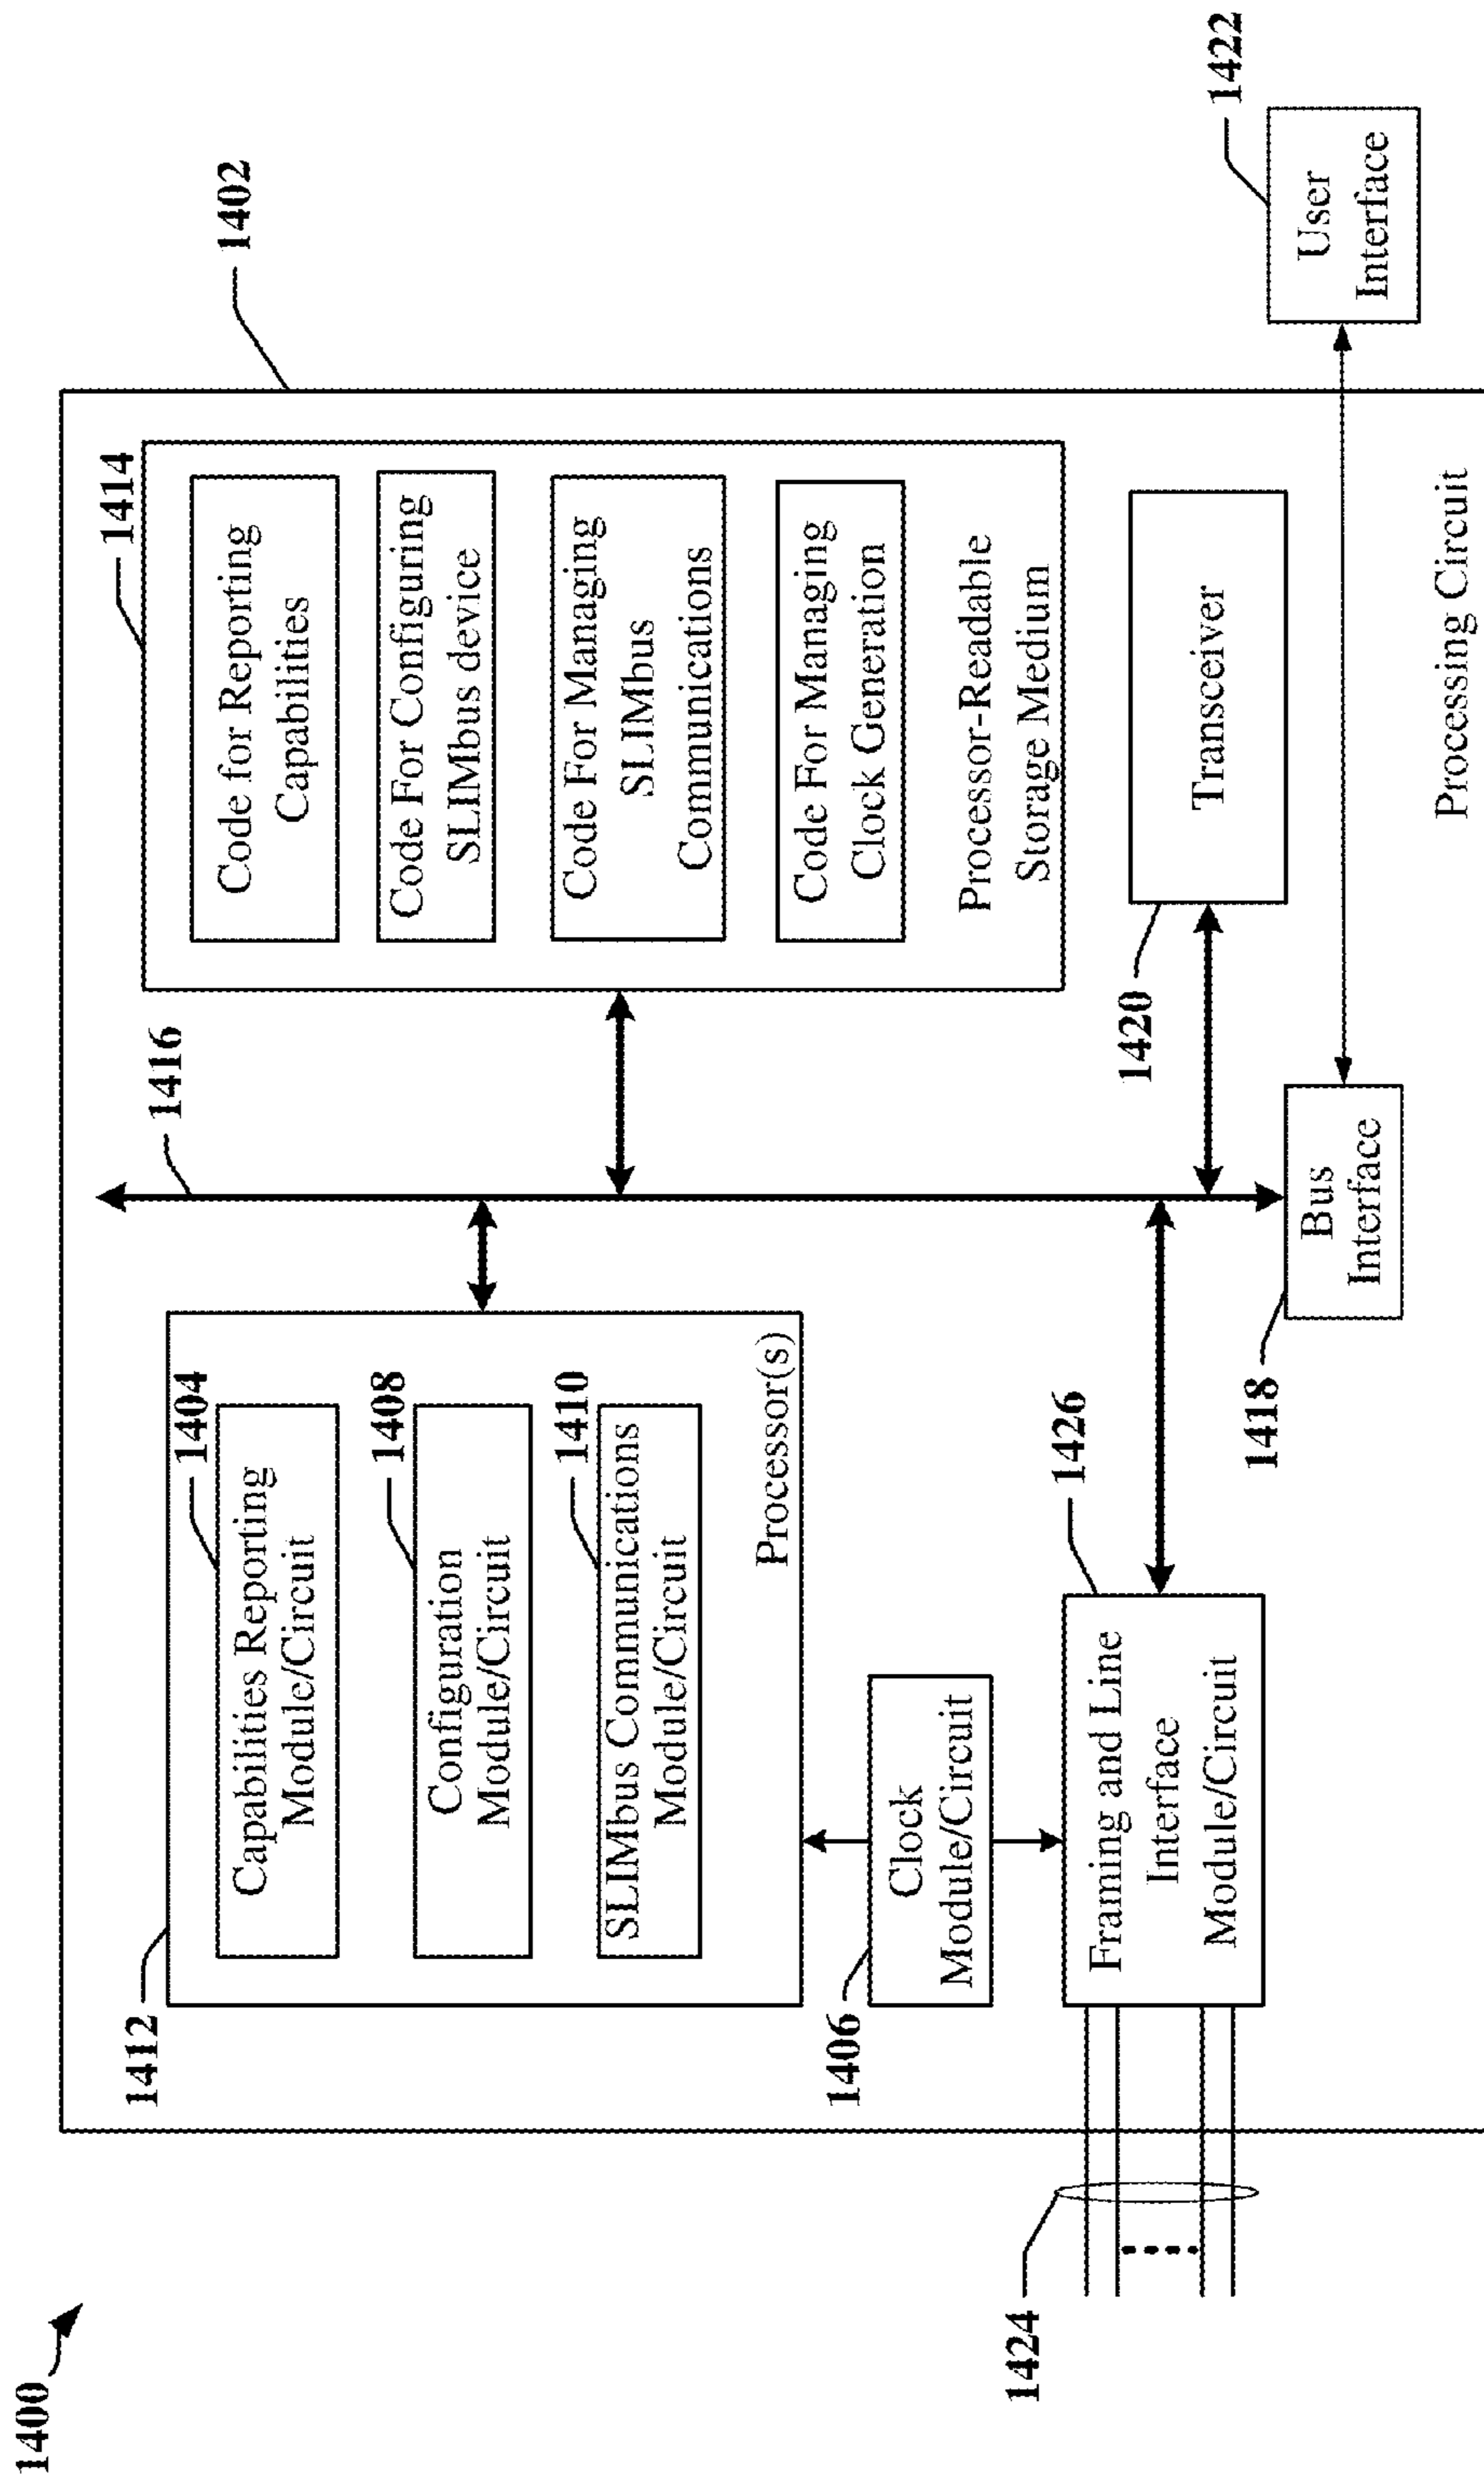 1400
1402
1412
1404
Capabilities Reporting
Module/Circuit
1408
Configuration
Module/Circuit
1410
SLIMbus Communications
Module/Circuit
Processor(s)
1416
1414
Code for Reporting
Capabilities
Code For Configuring
SLIMbus device
Code For Managing
SLIMbus
Communications
Code For Managing
Clock Generation
Processor-Readable
Storage Medium
1406
Clock
Module/Circuit
1426
Framing and Line
Interface
Module/Circuit
1424
1420
Transceiver
1418
Bus
Interface
1422
User
Interface
Processing Circuit